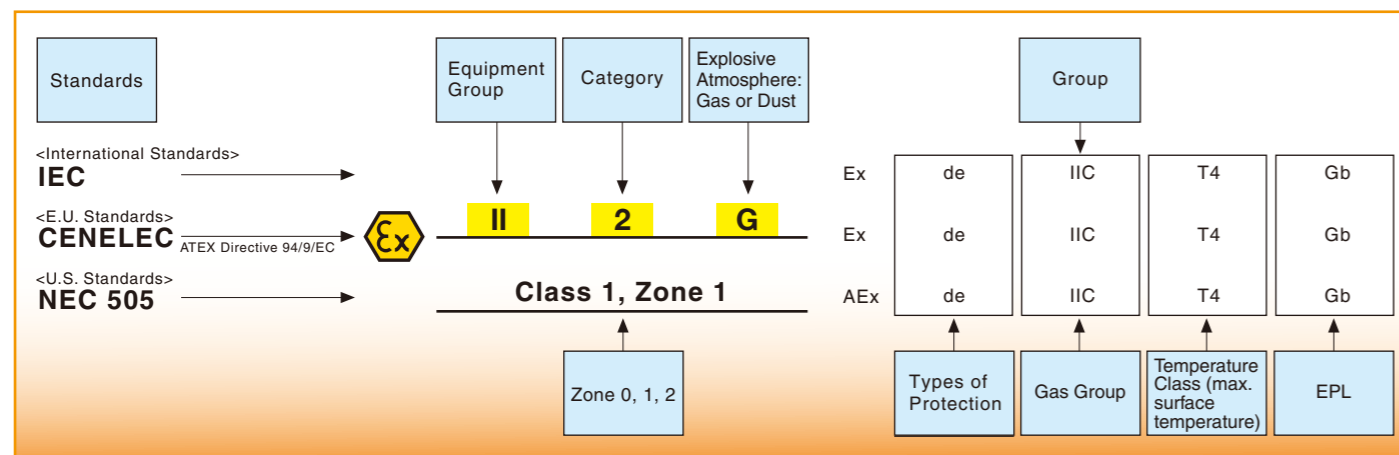 Standards
Equipment
Group
Category
Explosive
Atmosphere:
Gas or Dust
Group
<International Standards>
IEC
Ex
de
IIC
T4
Gb
<E.U. Standards>
CENELEC
ATEX Directive 94/9/EC
Ex
II
2
G
Ex
de
IIC
T4
Gb
<U.S. Standards>
NEC 505
Class 1, Zone 1
AEx
de
IIC
T4
Gb
Zone 0, 1, 2
Types of
Protection
Gas Group
Temperature
Class (max.
surface
temperature)
EPL